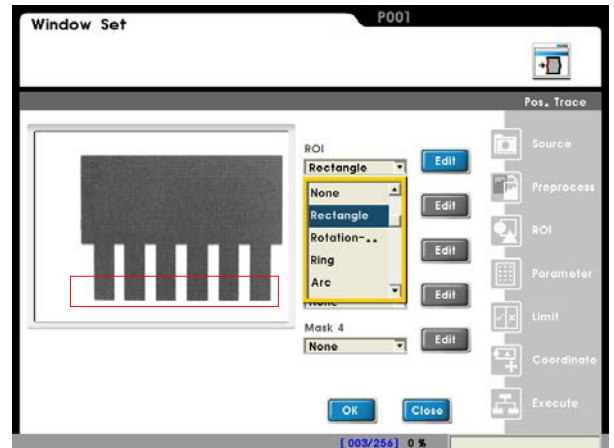 Window Set
P001
Pos. Trace
ROI
Rectangle
Edit
None
Rectangle
Rotation-..
Ring
Arc
Edit
Edit
Edit
Mask 4
None
Edit
OK
Close
Source
Preprocess
ROI
Parameter
Limit
Coordinate
Execute
[003/256] 0 %